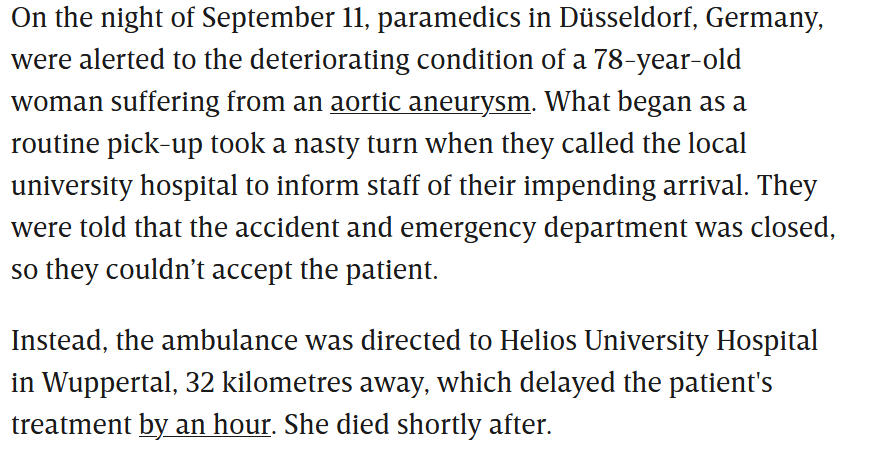 On the night of September 11, paramedics in Düsseldorf, Germany,
were alerted to the deteriorating condition of a 78-year-old
woman suffering from an aortic aneurysm. What began as a
routine pick-up took a nasty turn when they called the local
university hospital to inform staff of their impending arrival. They
were told that the accident and emergency department was closed,
so they couldn’t accept the patient.
Instead, the ambulance was directed to Helios University Hospital
in Wuppertal, 32 kilometres away, which delayed the patient's
treatment by an hour. She died shortly after.